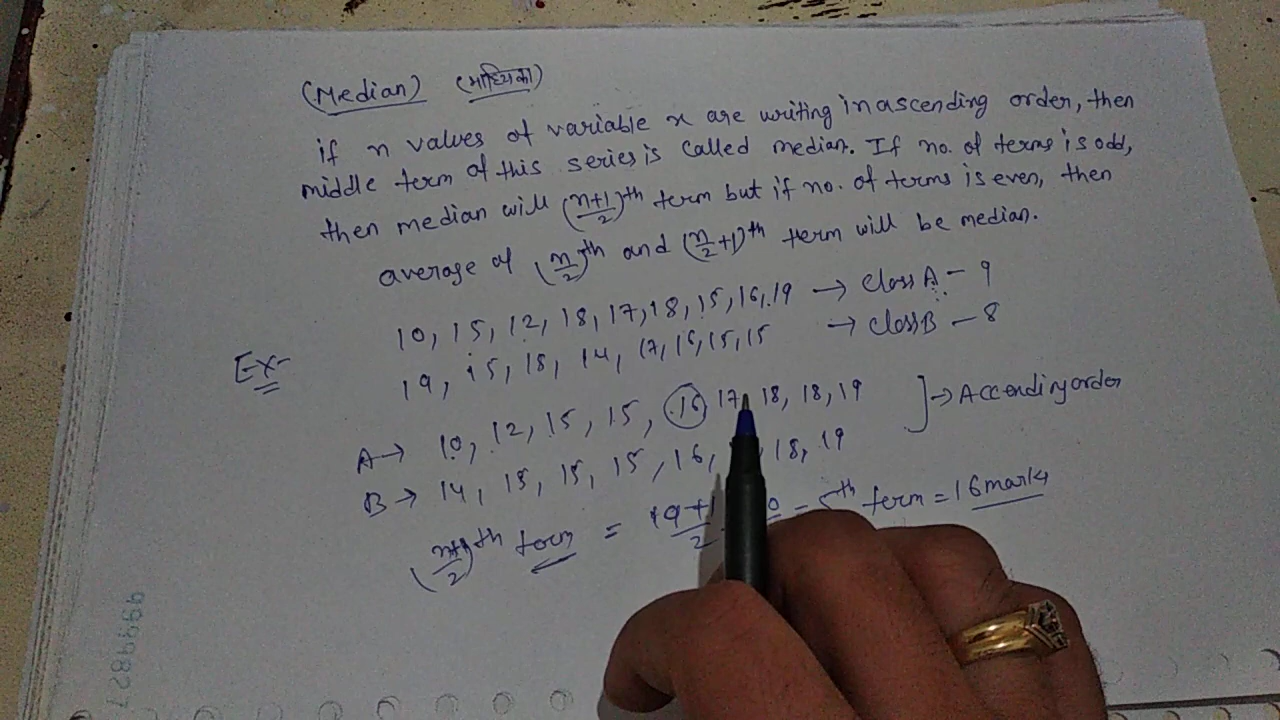 (Median) (माध्यिका)
if n values of variable x are writing in ascending order, then
middle term of this series is called median. If no. of terms is odd,
then median will (n+1/2)th term but if no. of terms is even, then
average of (n/2)th and (n/2+1)th term will be median.
Ex- 10, 15, 12, 18, 17, 18, 15, 16, 19 → Class A - 9
19, 15, 18, 14, 17, 16, 15, 15 → Class B - 8
A → 10, 12, 15, 15, 16 17 18, 18, 19 ] → Accending order
B → 14, 15, 15, 15, 16, 18, 19
(n+1/2)th term = 9+1/2 = 5th term = 16 marks
9999827